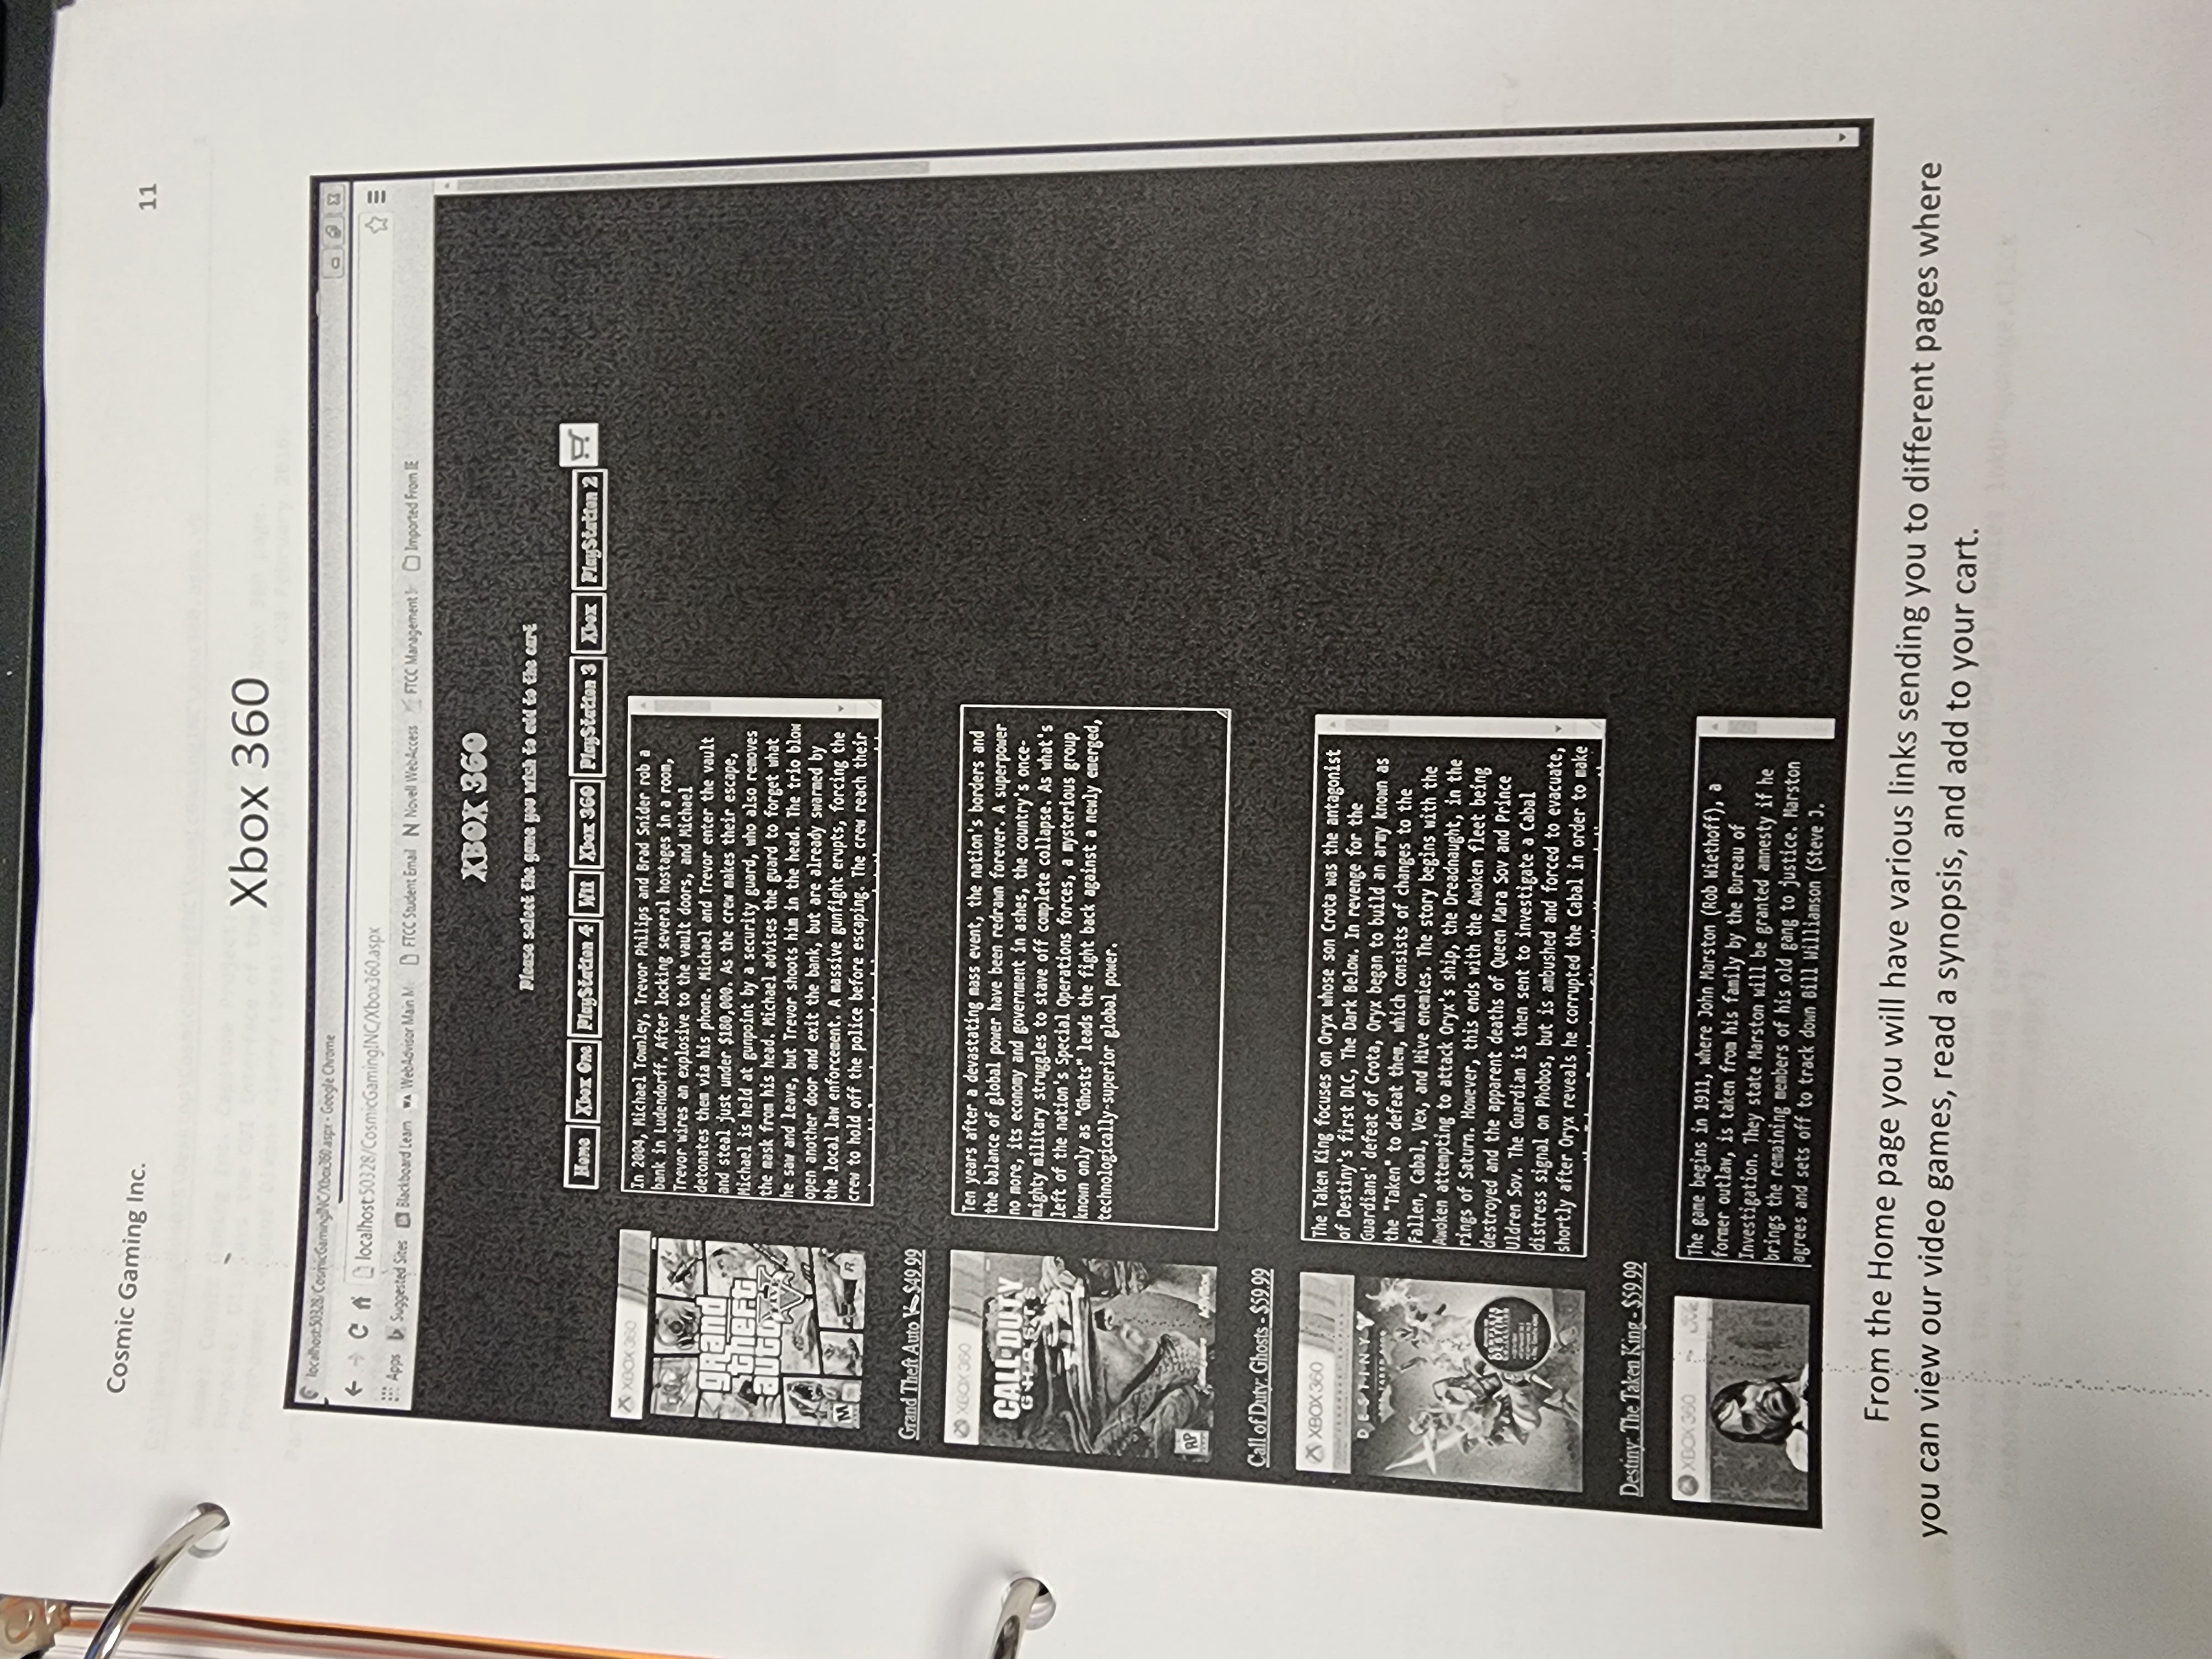 Cosmic Gaming Inc.
11
Xbox 360
localhost:50328/CosmicGamingINC/Xbox360.aspx - Google Chrome
localhost:50328/CosmicGamingINC/Xbox360.aspx
Apps Suggested Sites Blackboard Learn WA WebAdvisor Main M FTCC Student Email N Novell WebAccess FTCC Management Imported From IE
XBOX 360
Please select the game you wish to add to the cart
Home Xbox One PlayStation 4 Wii Xbox 360 PlayStation 3 Xbox PlayStation 2
XBOX 360
grand
theft
auto
V
M
R
In 2004, Michael Townley, Trevor Philips and Brad Snider rob a
bank in Ludendorff. After locking several hostages in a room,
Trevor wires an explosive to the vault doors, and Michael
detonates them via his phone. Michael and Trevor enter the vault
and steal just under $180,000. As the crew makes their escape,
Michael is held at gunpoint by a security guard, who also removes
the mask from his head. Michael advises the guard to forget what
he saw and leave, but Trevor shoots him in the head. The trio blow
open another door and exit the bank, but are already swarmed by
the local law enforcement. A massive gunfight erupts, forcing the
crew to hold off the police before escaping. The crew reach their
Grand Theft Auto V - $49.99
XBOX 360
CALL OF DUTY
GHOSTS
RP
ACTIVISION
Ten years after a devastating mass event, the nation's borders and
the balance of global power have been redrawn forever. A superpower
no more, its economy and government in ashes, the country's once-
mighty military struggles to stave off complete collapse. As what's
left of the nation's Special Operations forces, a mysterious group
known only as "Ghosts" leads the fight back against a newly emerged,
technologically-superior global power.
Call of Duty: Ghosts - $59.99
XBOX 360
DESTINY
The Taken King focuses on Oryx whose son Crota was the antagonist
of Destiny's first DLC, The Dark Below. In revenge for the
Guardians' defeat of Crota, Oryx began to build an army known as
the "Taken" to defeat them, which consists of changes to the
Fallen, Cabal, Vex, and Hive enemies. The story begins with the
Awoken attempting to attack Oryx's ship, the Dreadnaught, in the
rings of Saturn. However, this ends with the Awoken fleet being
destroyed and the apparent deaths of Queen Mara Sov and Prince
Uldren Sov. The Guardian is then sent to investigate a Cabal
distress signal on Phobos, but is ambushed and forced to evacuate,
shortly after Oryx reveals he corrupted the Cabal in order to make
Destiny: The Taken King - $59.99
XBOX 360
The game begins in 1911, where John Marston (Rob Wiethoff), a
former outlaw, is taken from his family by the Bureau of
Investigation. They state Marston will be granted amnesty if he
brings the remaining members of his old gang to justice. Marston
agrees and sets off to track down Bill Williamson (Steve J.
From the Home page you will have various links sending you to different pages where
you can view our video games, read a synopsis, and add to your cart.